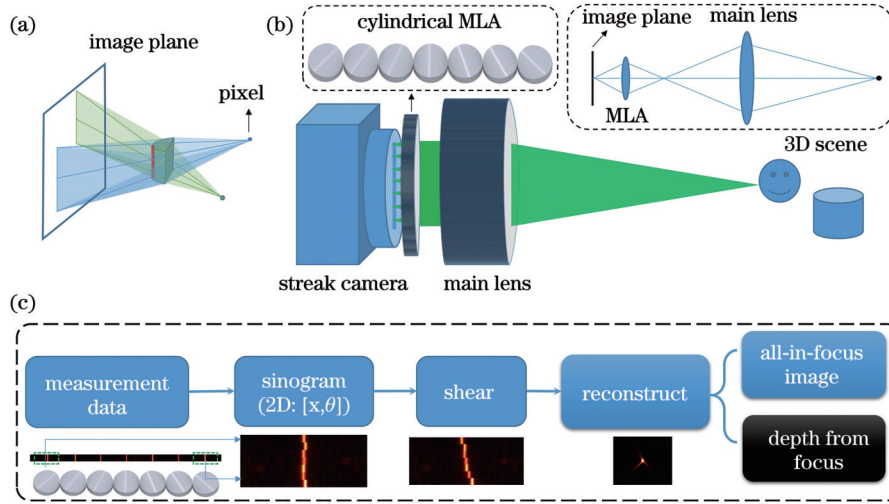 (a)
image plane
pixel
(b)
cylindrical MLA
image plane
main lens
MLA
3D scene
streak camera
main lens
(c)
measurement
data
sinogram
(2D: [x,θ])
shear
reconstruct
all-in-focus
image
depth from
focus